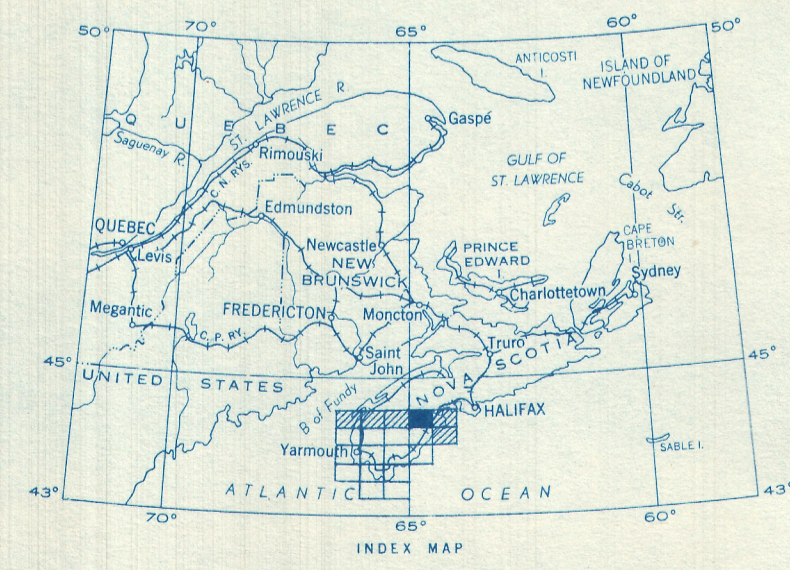 50° 70° 65° 60° 50°
ANTICOSTI
I.
ISLAND OF
NEWFOUNDLAND
Q U E B E C
ST. LAWRENCE R.
Gaspé
Saguenay R.
Rimouski
C.N. RYS.
GULF OF
ST. LAWRENCE
Cabot Str.
QUEBEC
Edmundston
Levis
Newcastle
NEW
BRUNSWICK
PRINCE
EDWARD
I
CAPE
BRETON
I
Sydney
Charlottetown
Megantic
FREDERICTON
Moncton
C.P. RY.
Truro
Saint
John
NOVA SCOTIA
45° 45°
UNITED STATES
B of Fundy
HALIFAX
Yarmouth
SABLE I.
ATLANTIC OCEAN
43° 43°
70° 65° 60°
INDEX MAP